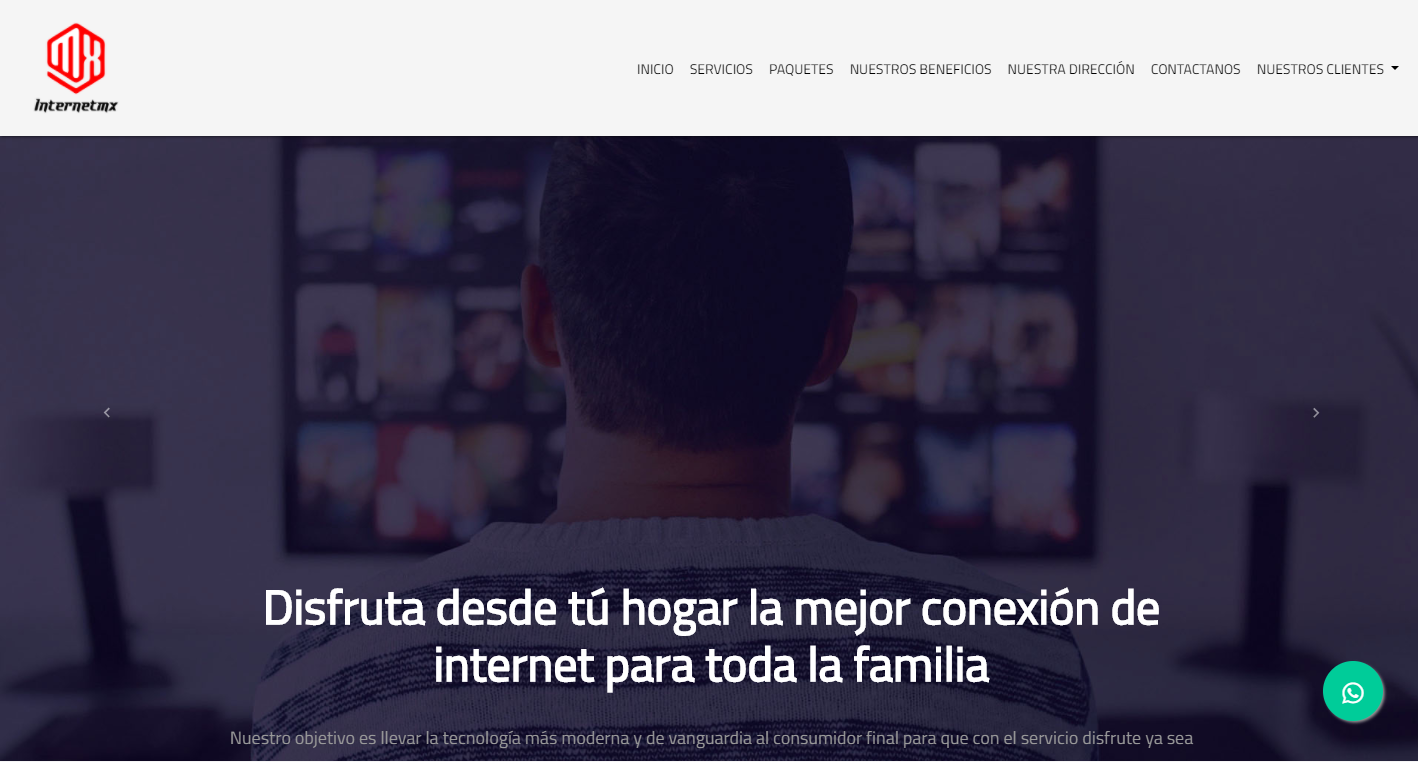 Internetmx
INICIO SERVICIOS PAQUETES NUESTROS BENEFICIOS NUESTRA DIRECCIÓN CONTACTANOS NUESTROS CLIENTES
Disfruta desde tú hogar la mejor conexión de
internet para toda la familia
Nuestro objetivo es llevar la tecnología más moderna y de vanguardia al consumidor final para que con el servicio disfrute ya sea